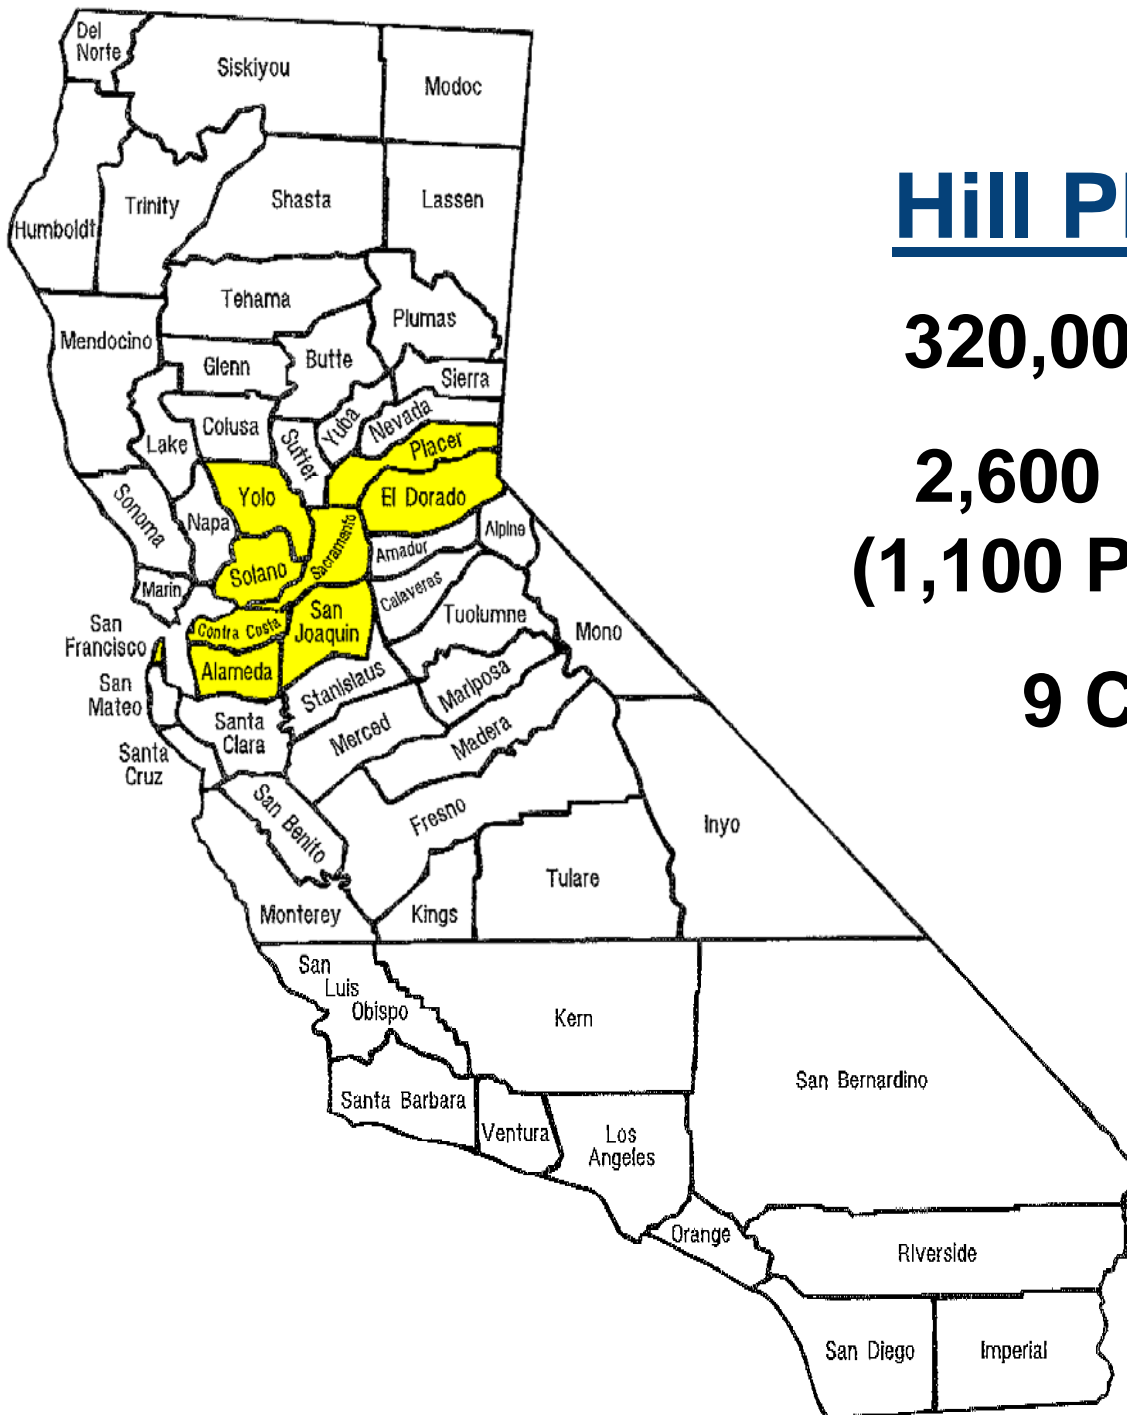 Del
Norte
Siskiyou
Modoc
Humboldt
Trinity
Shasta
Lassen
Tehama
Plumas
Mendocino
Glenn
Butte
Sierra
Lake
Colusa
Sutter
Yuba
Nevada
Placer
El Dorado
Yolo
Sonoma
Napa
Sacramento
Amador
Alpine
Solano
Marin
Calaveras
Tuolumne
Mono
San
Francisco
Contra Costa
San
Joaquin
Alameda
Stanislaus
Mariposa
San
Mateo
Santa
Clara
Merced
Madera
Santa
Cruz
San Benito
Fresno
Inyo
Tulare
Monterey
Kings
San
Luis
Obispo
Kern
San Bernardino
Santa Barbara
Ventura
Los
Angeles
Orange
Riverside
San Diego
Imperial
Hill
320,00
2,600
(1,100 P
9 C